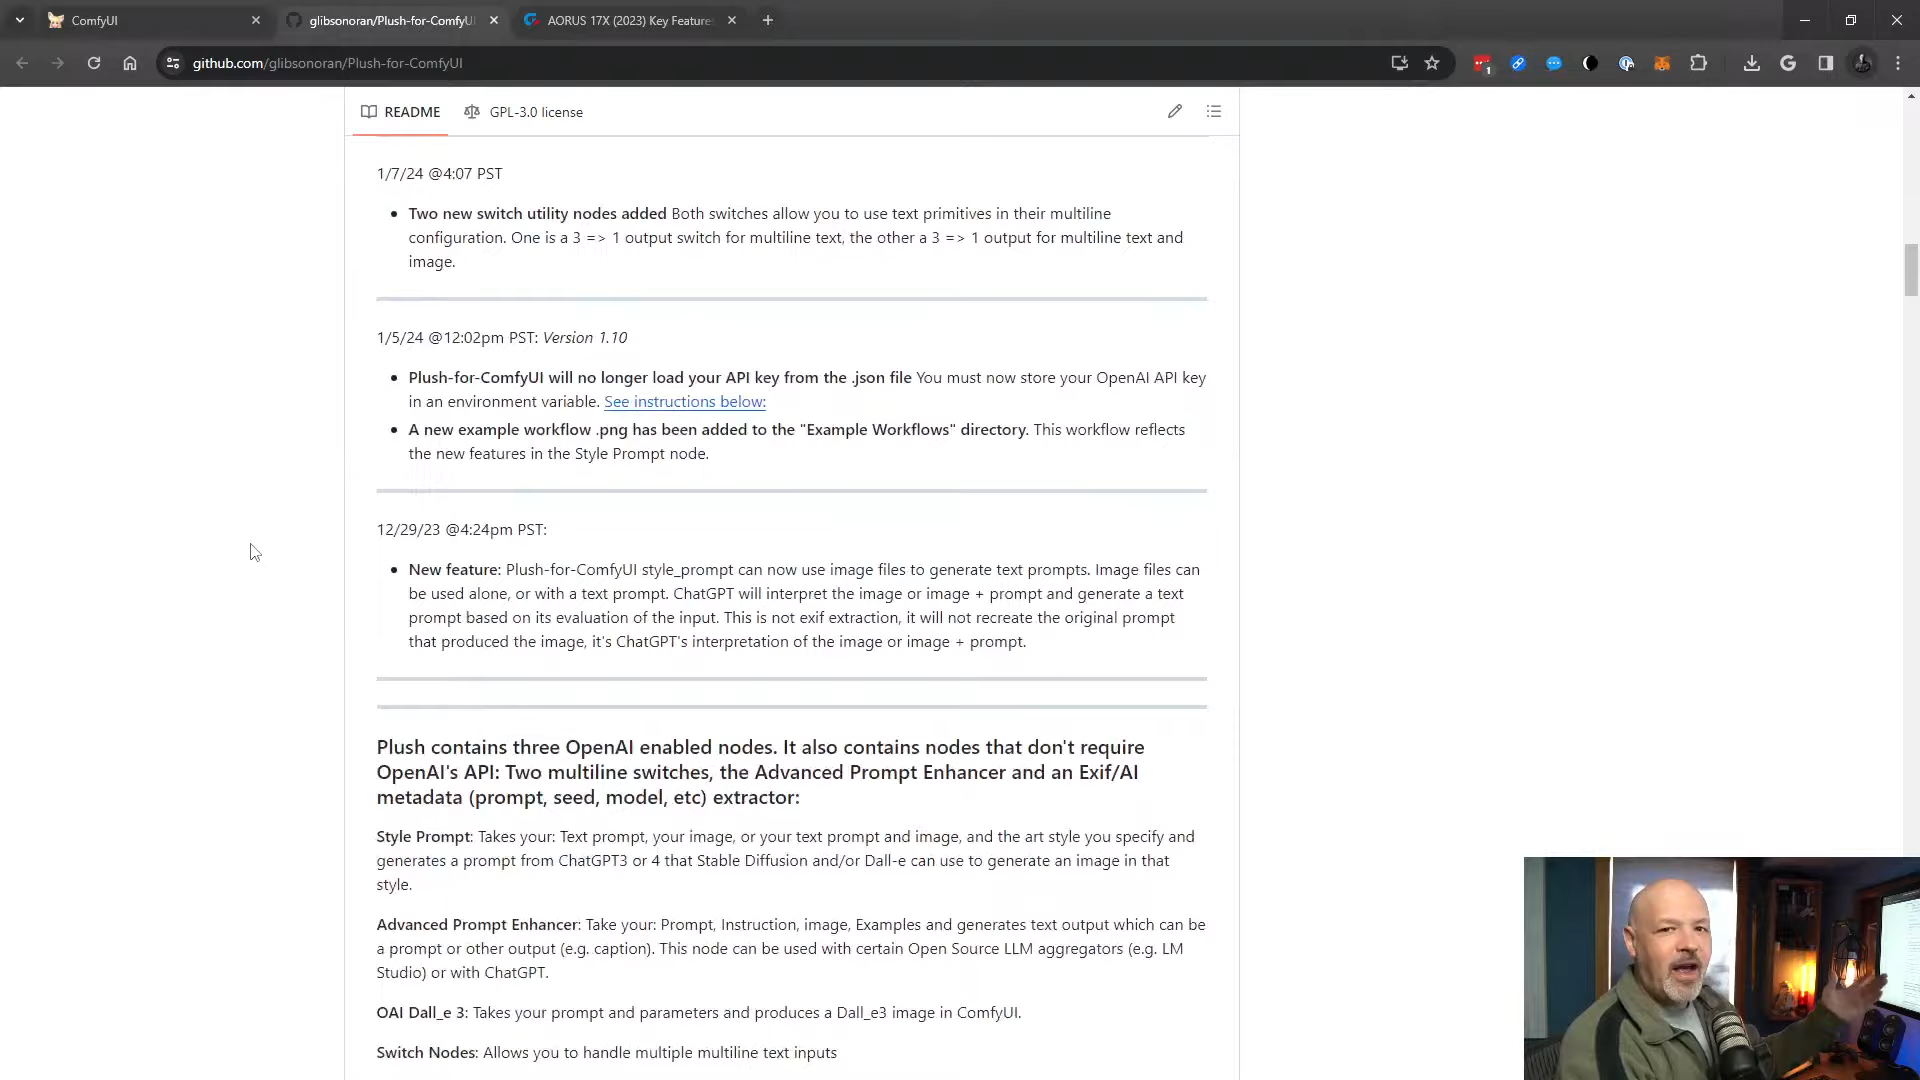 ComfyUI
glibsonoran/Plush-for-ComfyUI
AORUS 17X (2023) Key Feature
github.com/glibsonoran/Plush-for-ComfyUI
1
README
GPL-3.0 license
1/7/24 @4:07 PST
• Two new switch utility nodes added Both switches allow you to use text primitives in their multiline
configuration. One is a 3 => 1 output switch for multiline text, the other a 3 => 1 output for multiline text and
image.
1/5/24 @12:02pm PST: Version 1.10
• Plush-for-ComfyUI will no longer load your API key from the .json file You must now store your OpenAI API key
in an environment variable. See instructions below:
• A new example workflow .png has been added to the "Example Workflows" directory. This workflow reflects
the new features in the Style Prompt node.
12/29/23 @4:24pm PST:
• New feature: Plush-for-ComfyUI style_prompt can now use image files to generate text prompts. Image files can
be used alone, or with a text prompt. ChatGPT will interpret the image or image + prompt and generate a text
prompt based on its evaluation of the input. This is not exif extraction, it will not recreate the original prompt
that produced the image, it's ChatGPT's interpretation of the image or image + prompt.
Plush contains three OpenAI enabled nodes. It also contains nodes that don't require
OpenAI's API: Two multiline switches, the Advanced Prompt Enhancer and an Exif/AI
metadata (prompt, seed, model, etc) extractor:
Style Prompt: Takes your: Text prompt, your image, or your text prompt and image, and the art style you specify and
generates a prompt from ChatGPT3 or 4 that Stable Diffusion and/or Dall-e can use to generate an image in that
style.
Advanced Prompt Enhancer: Take your: Prompt, Instruction, image, Examples and generates text output which can be
a prompt or other output (e.g. caption). This node can be used with certain Open Source LLM aggregators (e.g. LM
Studio) or with ChatGPT.
OAI Dall_e 3: Takes your prompt and parameters and produces a Dall_e3 image in ComfyUI.
Switch Nodes: Allows you to handle multiple multiline text inputs